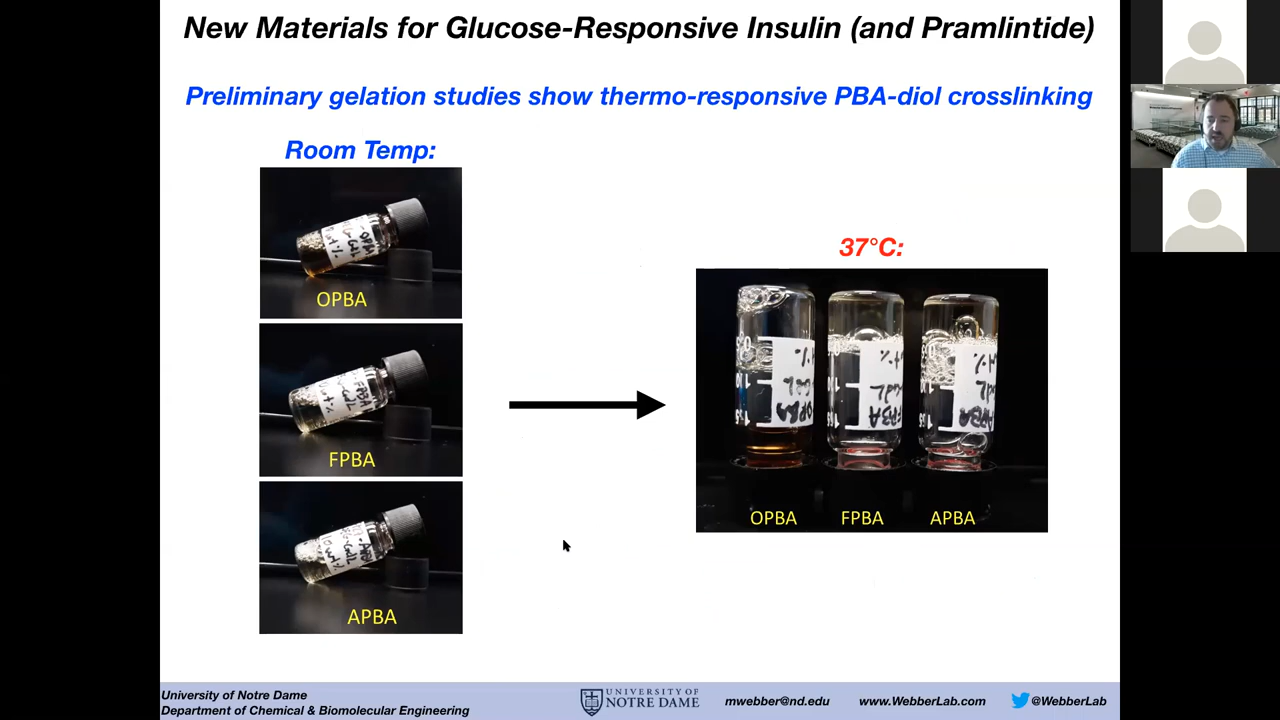 New Materials for Glucose-Responsive Insulin (and Pramlintide)
Preliminary gelation studies show thermo-responsive PBA-diol crosslinking
Room Temp:
OPBA
FPBA
APBA
37°C:
OPBA FPBA APBA
University of Notre Dame
Department of Chemical & Biomolecular Engineering
UNIVERSITY OF
NOTRE DAME
mwebber@nd.edu
www.WebberLab.com
@WebberLab